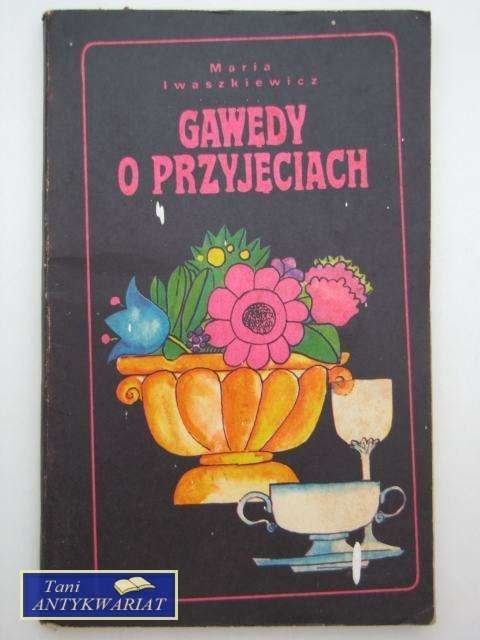 Maria
Iwaszkiewicz
GAWĘDY
O PRZYJĘCIACH
Tani
ANTYKWARIAT